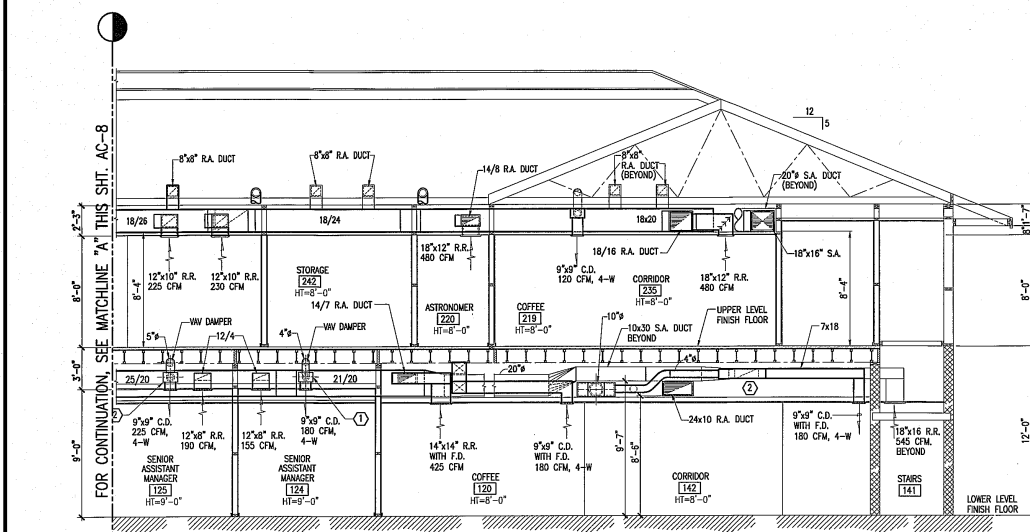 FOR CONTINUATION, SEE MATCHLINE "A" THIS SHT. AC-8
12
5
8"x8" R.A. DUCT
8"x8" R.A. DUCT
14/8 R.A. DUCT
8"x8"
R.A. DUCT
(BEYOND)
20"ø S.A. DUCT
(BEYOND)
2'-3"
18/26
18/24
18x20
18/16 R.A. DUCT
18"x16" S.A.
1'-7"
8"
12"x10" R.R.
225 CFM
12"x10" R.R.
230 CFM
18"x12" R.R.
480 CFM
9"x9" C.D.
120 CFM, 4-W
18"x12" R.R.
480 CFM
8'-0"
8'-4"
STORAGE
242
HT=8'-0"
ASTRONOMER
220
HT=8'-0"
COFFEE
219
HT=8'-0"
CORRIDOR
235
HT=8'-0"
8'-4"
8'-0"
14/7 R.A. DUCT
5"ø
VAV DAMPER
12/4
4"ø
VAV DAMPER
10"ø
10x30 S.A. DUCT
BEYOND
UPPER LEVEL
FINISH FLOOR
7x18
3'-0"
25/20
21/20
20"ø
4"ø
2
2
1
24x10 R.A. DUCT
9"x9" C.D.
225 CFM,
4-W
12"x8" R.R.
190 CFM,
12"x8" R.R.
155 CFM,
9"x9" C.D.
180 CFM,
4-W
14"x14" R.R.
WITH F.D.
425 CFM
9"x9" C.D.
WITH F.D.
180 CFM, 4-W
9'-7"
8'-6"
9"x9" C.D.
WITH F.D.
180 CFM, 4-W
18"x16 R.R.
545 CFM.
BEYOND
9'-0"
12'-0"
SENIOR
ASSISTANT
MANAGER
125
HT=9'-0"
SENIOR
ASSISTANT
MANAGER
124
HT=9'-0"
COFFEE
120
HT=8'-0"
CORRIDOR
142
HT=8'-0"
STAIRS
141
LOWER LEVEL
FINISH FLOOR